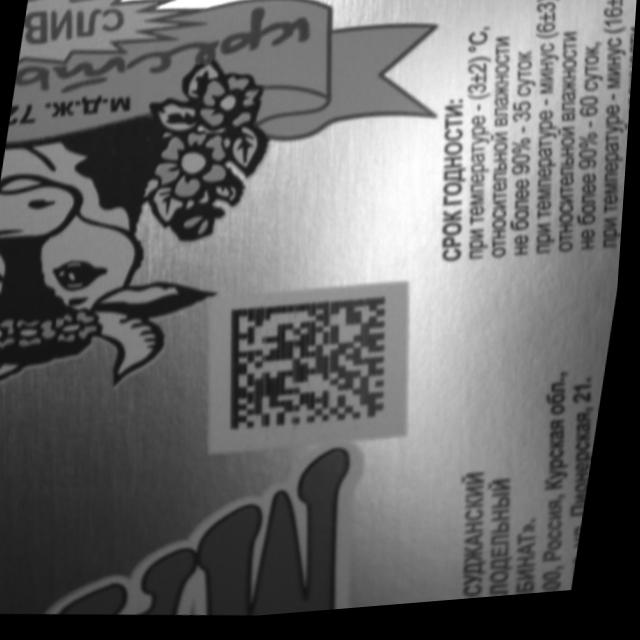 СЛИВ
м.д.ж. 72
СРОК ГОДНОСТИ:
при температуре - (3±2) °С,
относительной влажности
не более 90% - 35 суток
при температуре - минус (6±3)
относительной влажности
не более 90% - 60 суток,
при температуре - минус (16±
СУДЖАНСКИЙ
ЛОДЕЛЬНЫЙ
БИНАТ».
00, Россия, Курская обл.,
Пионерская, 21.